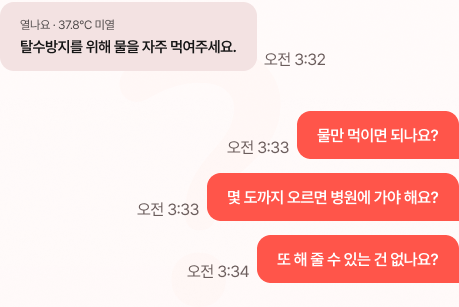 열나요 · 37.8°C 미열
탈수방지를 위해 물을 자주 먹여주세요.
오전 3:32
물만 먹이면 되나요?
오전 3:33
몇 도까지 오르면 병원에 가야 해요?
오전 3:33
또 해 줄 수 있는 건 없나요?
오전 3:34